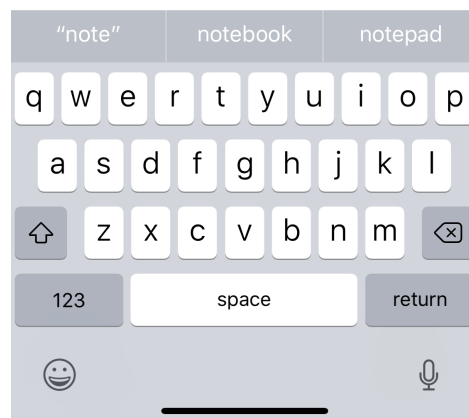 “note” notebook notepad
q w e r t y u i o p
a s d f g h j k l
z x c v b n m
123 space return